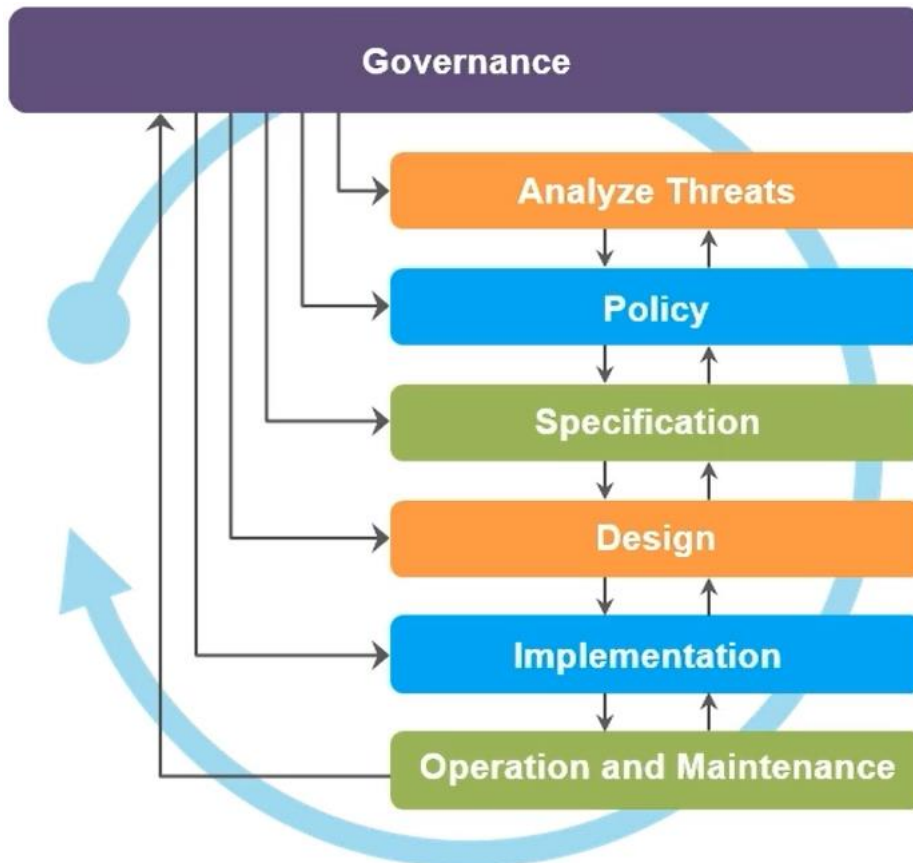 Governance
Analyze Threats
Policy
Specification
Design
Implementation
Operation and Maintenance